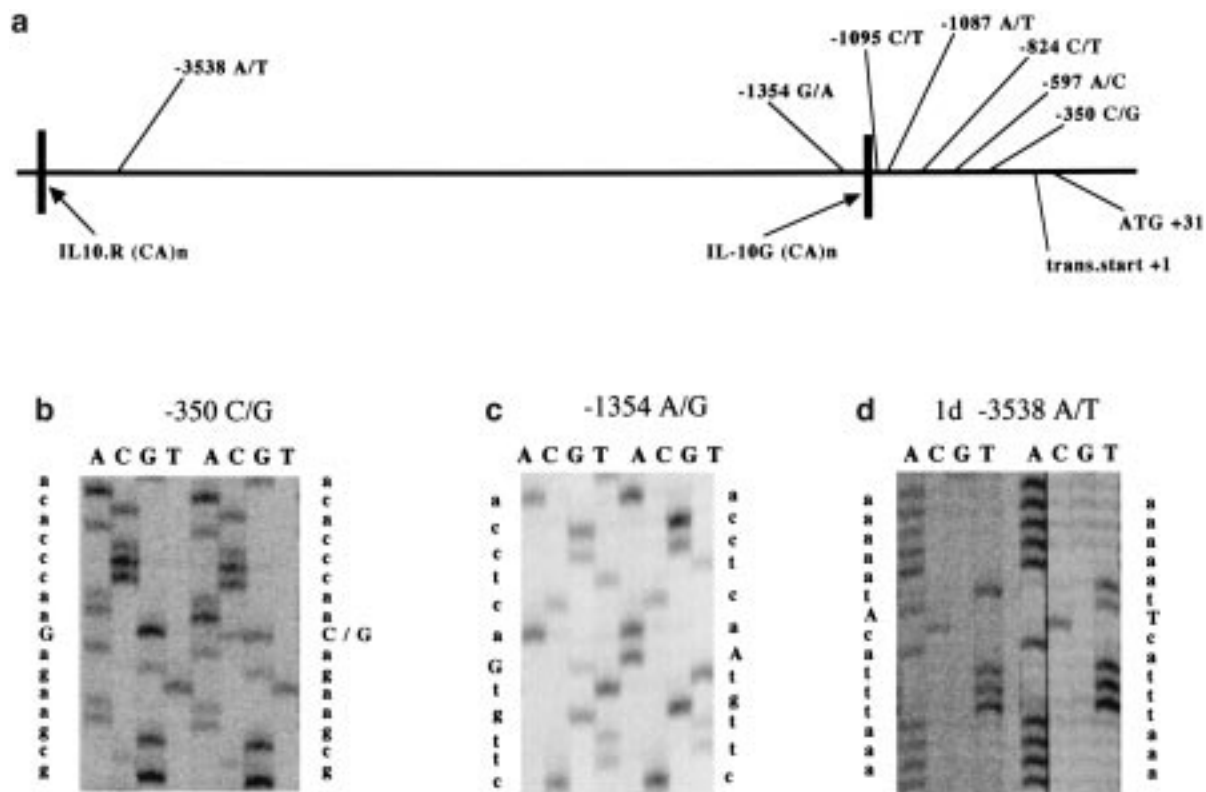 a
-3538 A/T
-1354 G/A
-1095 C/T
-1087 A/T
-824 C/T
-597 A/C
-350 C/G
IL10.R (CA)n
IL-10G (CA)n
ATG +31
trans.start +1
b
-350 C/G
A C G T A C G T
a c a c c c a a G a g a a g c g
a c a c c c a a C / G a g a a g c g
c
-1354 A/G
A C G T A C G T
a c c t c a G t g t t c
a c c t c a A t g t t c
d
1d -3538 A/T
A C G T A C G T
a a a a a t A c a t t t a a a
a a a a a t T c a t t t a a a